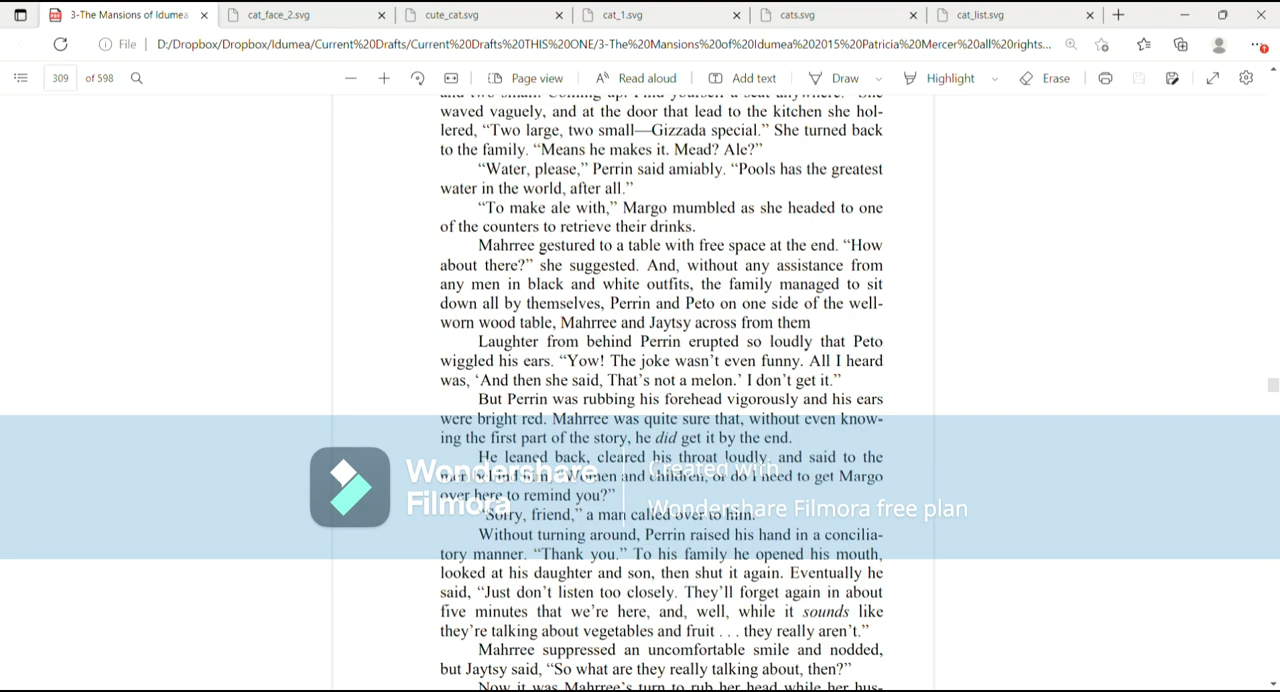 3-The Mansions of Idumea
cat_face_2.svg
cute_cat.svg
cat_1.svg
cats.svg
cat_list.svg
File
D:/Dropbox/Dropbox/Idumea/Current%20Drafts/Current%20Drafts%20THIS%20ONE/3-The%20Mansions%20of%20Idumea%202015%20Patricia%20Mercer%20all%20rights...
309 of 598
Page view
Read aloud
Add text
Draw
Highlight
Erase
waved vaguely, and at the door that lead to the kitchen she hol-
lered, “Two large, two small—Gizzada special.” She turned back
to the family. “Means he makes it. Mead? Ale?”
“Water, please,” Perrin said amiably. “Pools has the greatest
water in the world, after all.”
“To make ale with,” Margo mumbled as she headed to one
of the counters to retrieve their drinks.
Mahrree gestured to a table with free space at the end. “How
about there?” she suggested. And, without any assistance from
any men in black and white outfits, the family managed to sit
down all by themselves, Perrin and Peto on one side of the well-
worn wood table, Mahrree and Jaytsy across from them
Laughter from behind Perrin erupted so loudly that Peto
wiggled his ears. “Yow! The joke wasn’t even funny. All I heard
was, ‘And then she said, That’s not a melon.’ I don’t get it.”
But Perrin was rubbing his forehead vigorously and his ears
were bright red. Mahrree was quite sure that, without even know-
ing the first part of the story, he did get it by the end.
He leaned back, cleared his throat loudly, and said to the
men behind him, “Women and children, or do I need to get Margo
over here to remind you?”
“Sorry, friend,” a man called over to him.
Without turning around, Perrin raised his hand in a concilia-
tory manner. “Thank you.” To his family he opened his mouth,
looked at his daughter and son, then shut it again. Eventually he
said, “Just don’t listen too closely. They’ll forget again in about
five minutes that we’re here, and, well, while it sounds like
they’re talking about vegetables and fruit . . . they really aren’t.”
Mahrree suppressed an uncomfortable smile and nodded,
but Jaytsy said, “So what are they really talking about, then?”
Now it was Mahrree’s turn to rub her head while her hus-
Wondershare
Filmora
Created with
Wondershare Filmora free plan